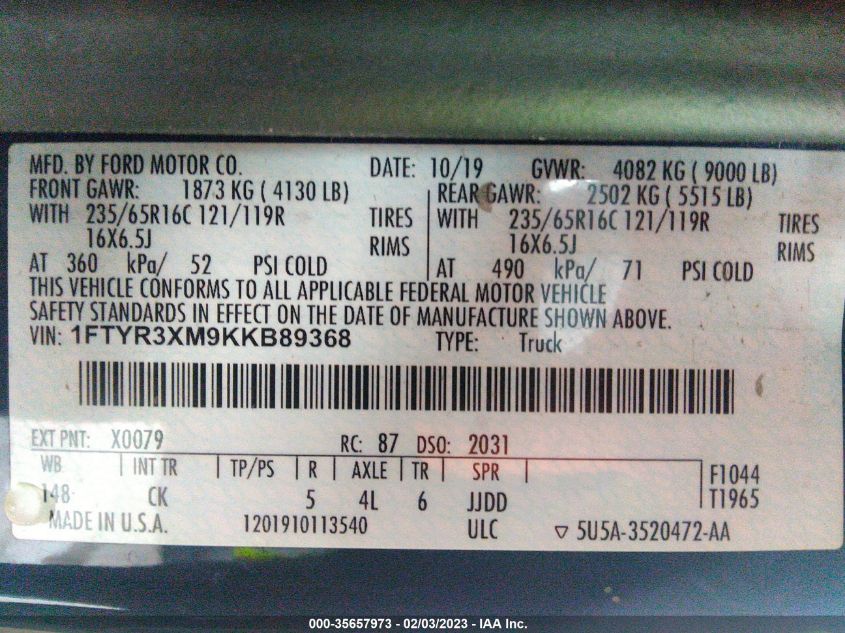 MFD. BY FORD MOTOR CO. DATE: 10/19 GVWR: 4082 KG ( 9000 LB)
FRONT GAWR: 1873 KG ( 4130 LB) REAR GAWR: 2502 KG ( 5515 LB)
WITH 235/65R16C 121/119R TIRES WITH 235/65R16C 121/119R TIRES
16X6.5J RIMS 16X6.5J RIMS
AT 360 kPa/ 52 PSI COLD AT 490 kPa/ 71 PSI COLD
THIS VEHICLE CONFORMS TO ALL APPLICABLE FEDERAL MOTOR VEHICLE
SAFETY STANDARDS IN EFFECT ON THE DATE OF MANUFACTURE SHOWN ABOVE.
VIN: 1FTYR3XM9KKB89368 TYPE: Truck
EXT PNT: X0079 RC: 87 DSO: 2031
WB INT TR TP/PS R AXLE TR SPR F1044
148 CK 5 4L 6 JJDD T1965
MADE IN U.S.A. 1201910113540 ULC ▽ 5U5A-3520472-AA
000-35657973 - 02/03/2023 - IAA Inc.